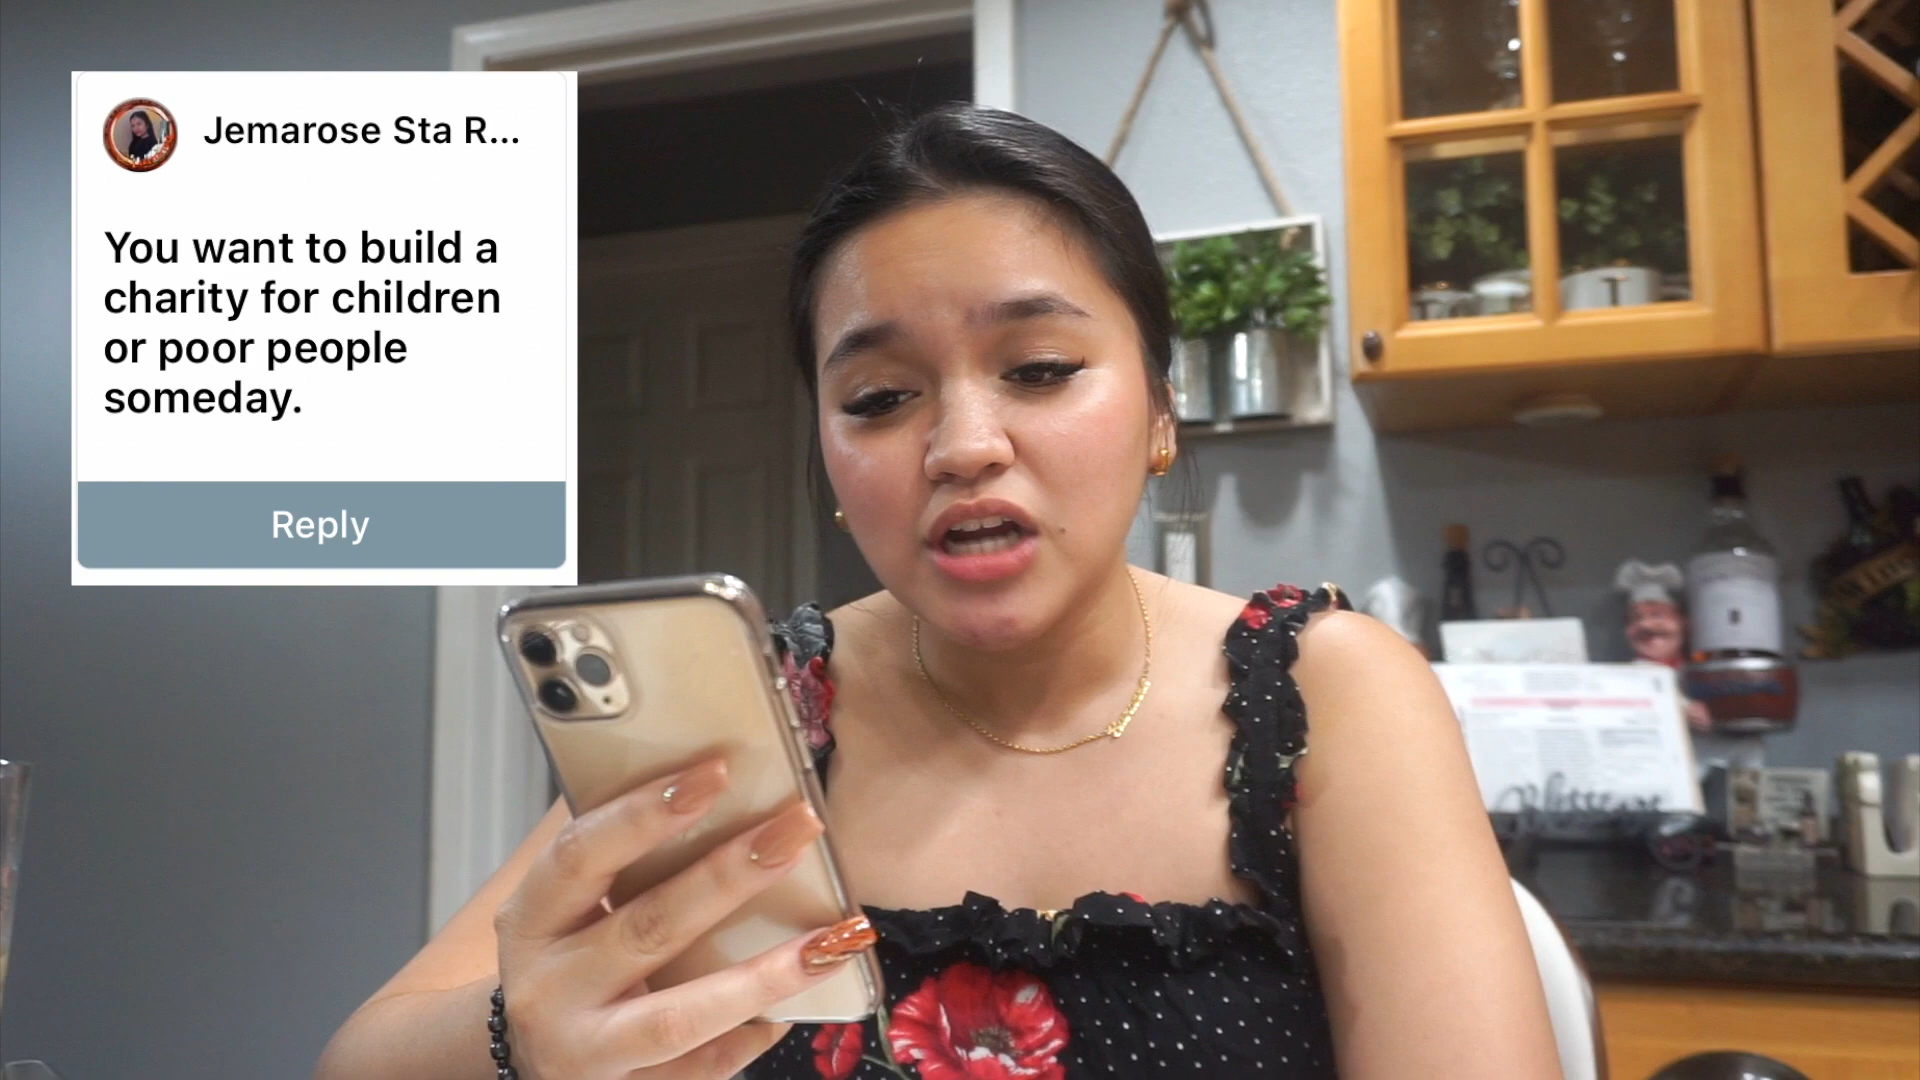 Jemarose Sta R...
You want to build a
charity for children
or poor people
someday.
Reply